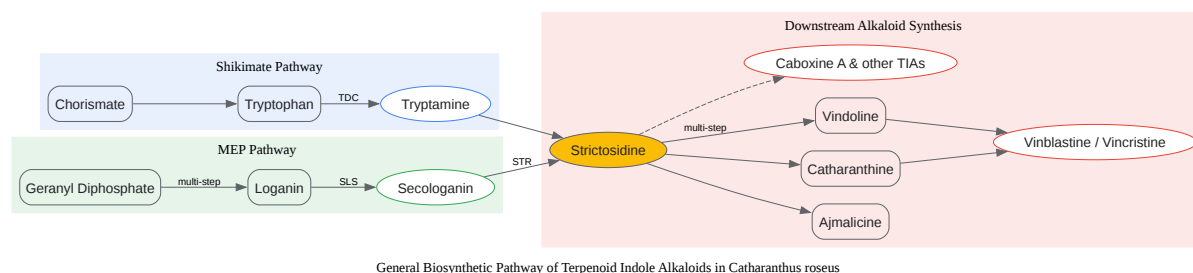 Downstream Alkaloid Synthesis
Caboxine A & other TIAs
Shikimate Pathway
Chorismate
Tryptophan
TDC
Tryptamine
MEP Pathway
Geranyl Diphosphate
multi-step
Loganin
SLS
Secologanin
STR
Strictosidine
multi-step
Vindoline
Catharanthine
Ajmalicine
Vinblastine / Vincristine
General Biosynthetic Pathway of Terpenoid Indole Alkaloids in Catharanthus roseus